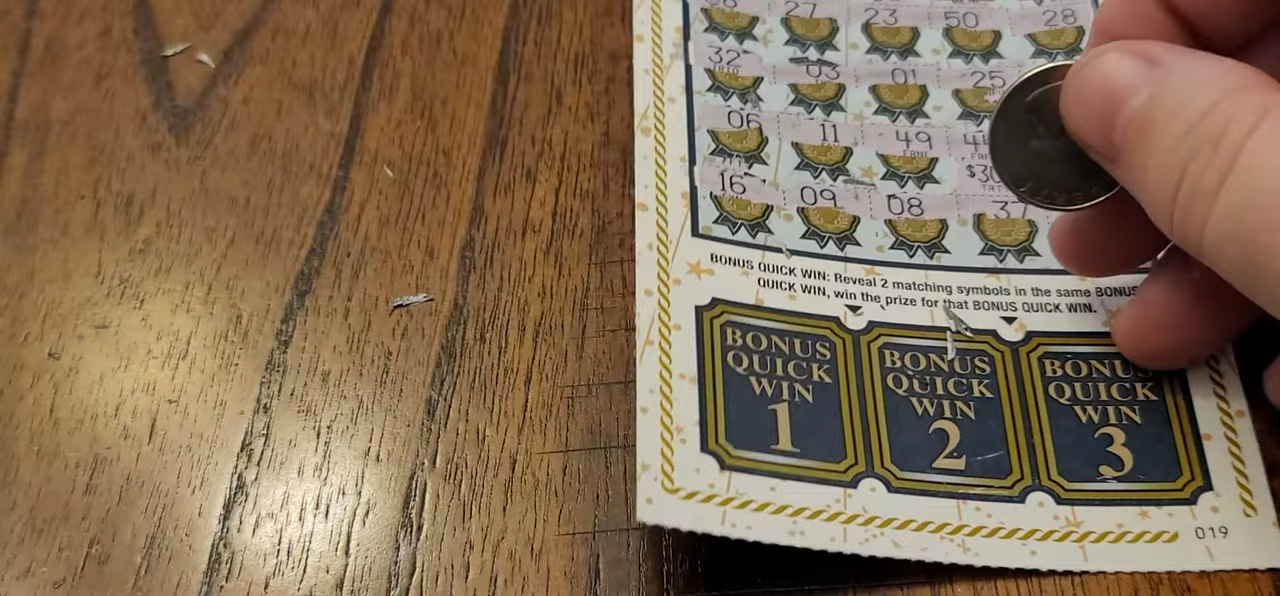 27 23 50 28
32 03 01 25
06 11 49
$30
16 09 08 37
BONUS QUICK WIN: Reveal 2 matching symbols in the same BONUS
QUICK WIN, win the prize for that BONUS QUICK WIN.
BONUS
QUICK
WIN
1
BONUS
QUICK
WIN
2
BONUS
QUICK
WIN
3
019